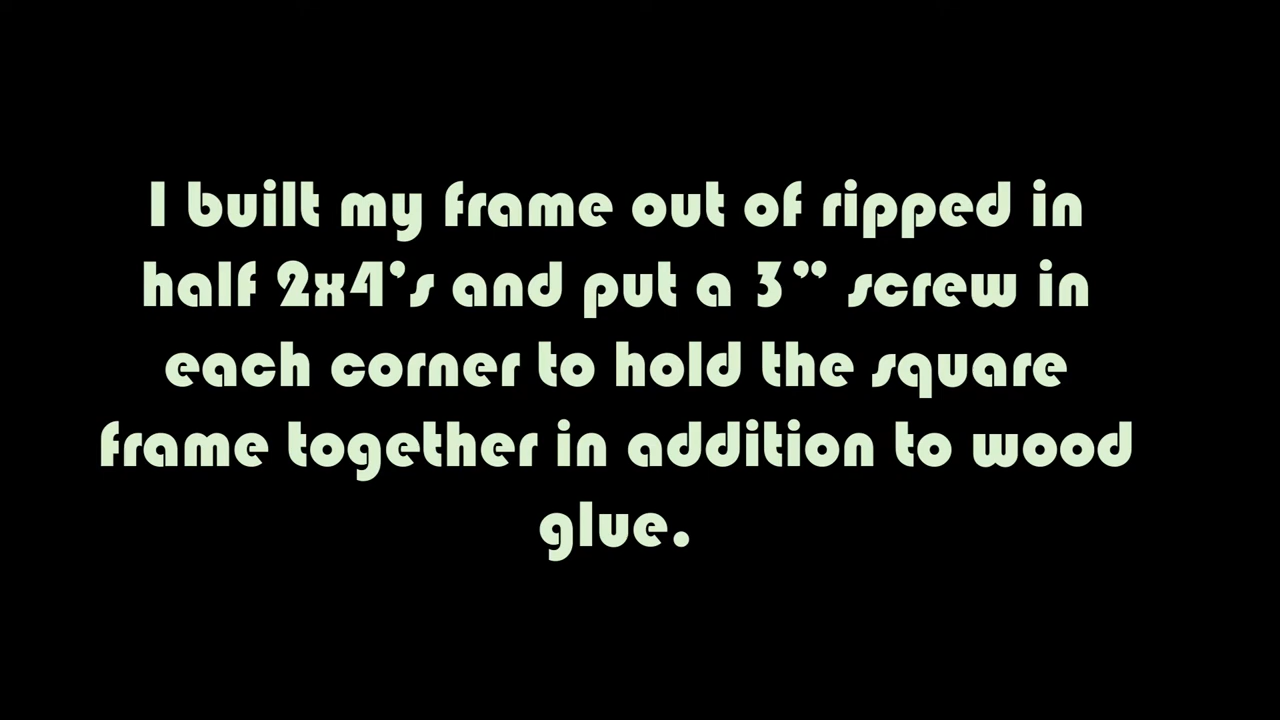 I built my frame out of ripped in
half 2x4's and put a 3" screw in
each corner to hold the square
frame together in addition to wood
glue.